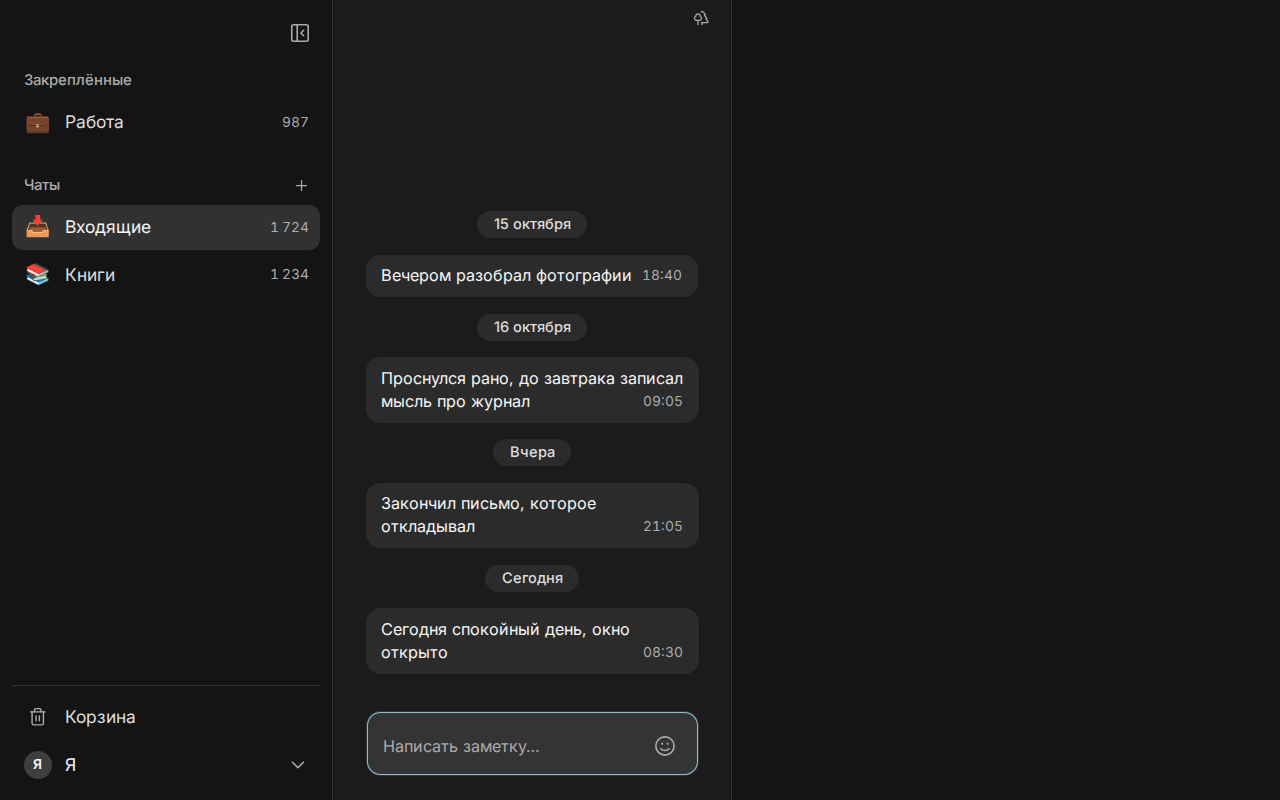 Закреплённые
Работа 987
Чаты
Входящие 1 724
Книги 1 234
Корзина
Я Я
15 октября
Вечером разобрал фотографии 18:40
16 октября
Проснулся рано, до завтрака записал
мысль про журнал 09:05
Вчера
Закончил письмо, которое
откладывал 21:05
Сегодня
Сегодня спокойный день, окно
открыто 08:30
Написать заметку...